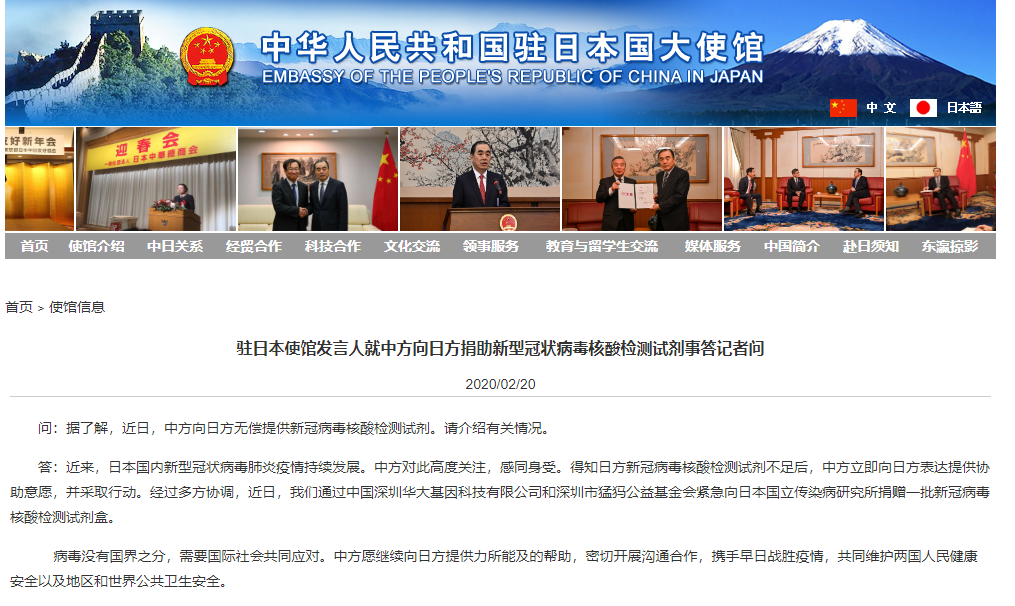 中华人民共和国驻日本国大使馆
EMBASSY OF THE PEOPLE'S REPUBLIC OF CHINA IN JAPAN
中 文 日本語
友好新年会
迎 春 会
一般社团法人 日本中華總商会
首页 使馆介绍 中日关系 经贸合作 科技合作 文化交流 领事服务 教育与留学生交流 媒体服务 中国简介 赴日须知 东瀛掠影
首页 > 使馆信息
驻日本使馆发言人就中方向日方捐助新型冠状病毒核酸检测试剂事答记者问
2020/02/20
问：据了解，近日，中方向日方无偿提供新冠病毒核酸检测试剂。请介绍有关情况。
答：近来，日本国内新型冠状病毒肺炎疫情持续发展。中方对此高度关注，感同身受。得知日方新冠病毒核酸检测试剂不足后，中方立即向日方表达提供协
助意愿，并采取行动。经过多方协调，近日，我们通过中国深圳华大基因科技有限公司和深圳市猛犸公益基金会紧急向日本国立传染病研究所捐赠一批新冠病毒
核酸检测试剂盒。
病毒没有国界之分，需要国际社会共同应对。中方愿继续向日方提供力所能及的帮助，密切开展沟通合作，携手早日战胜疫情，共同维护两国人民健康
安全以及地区和世界公共卫生安全。